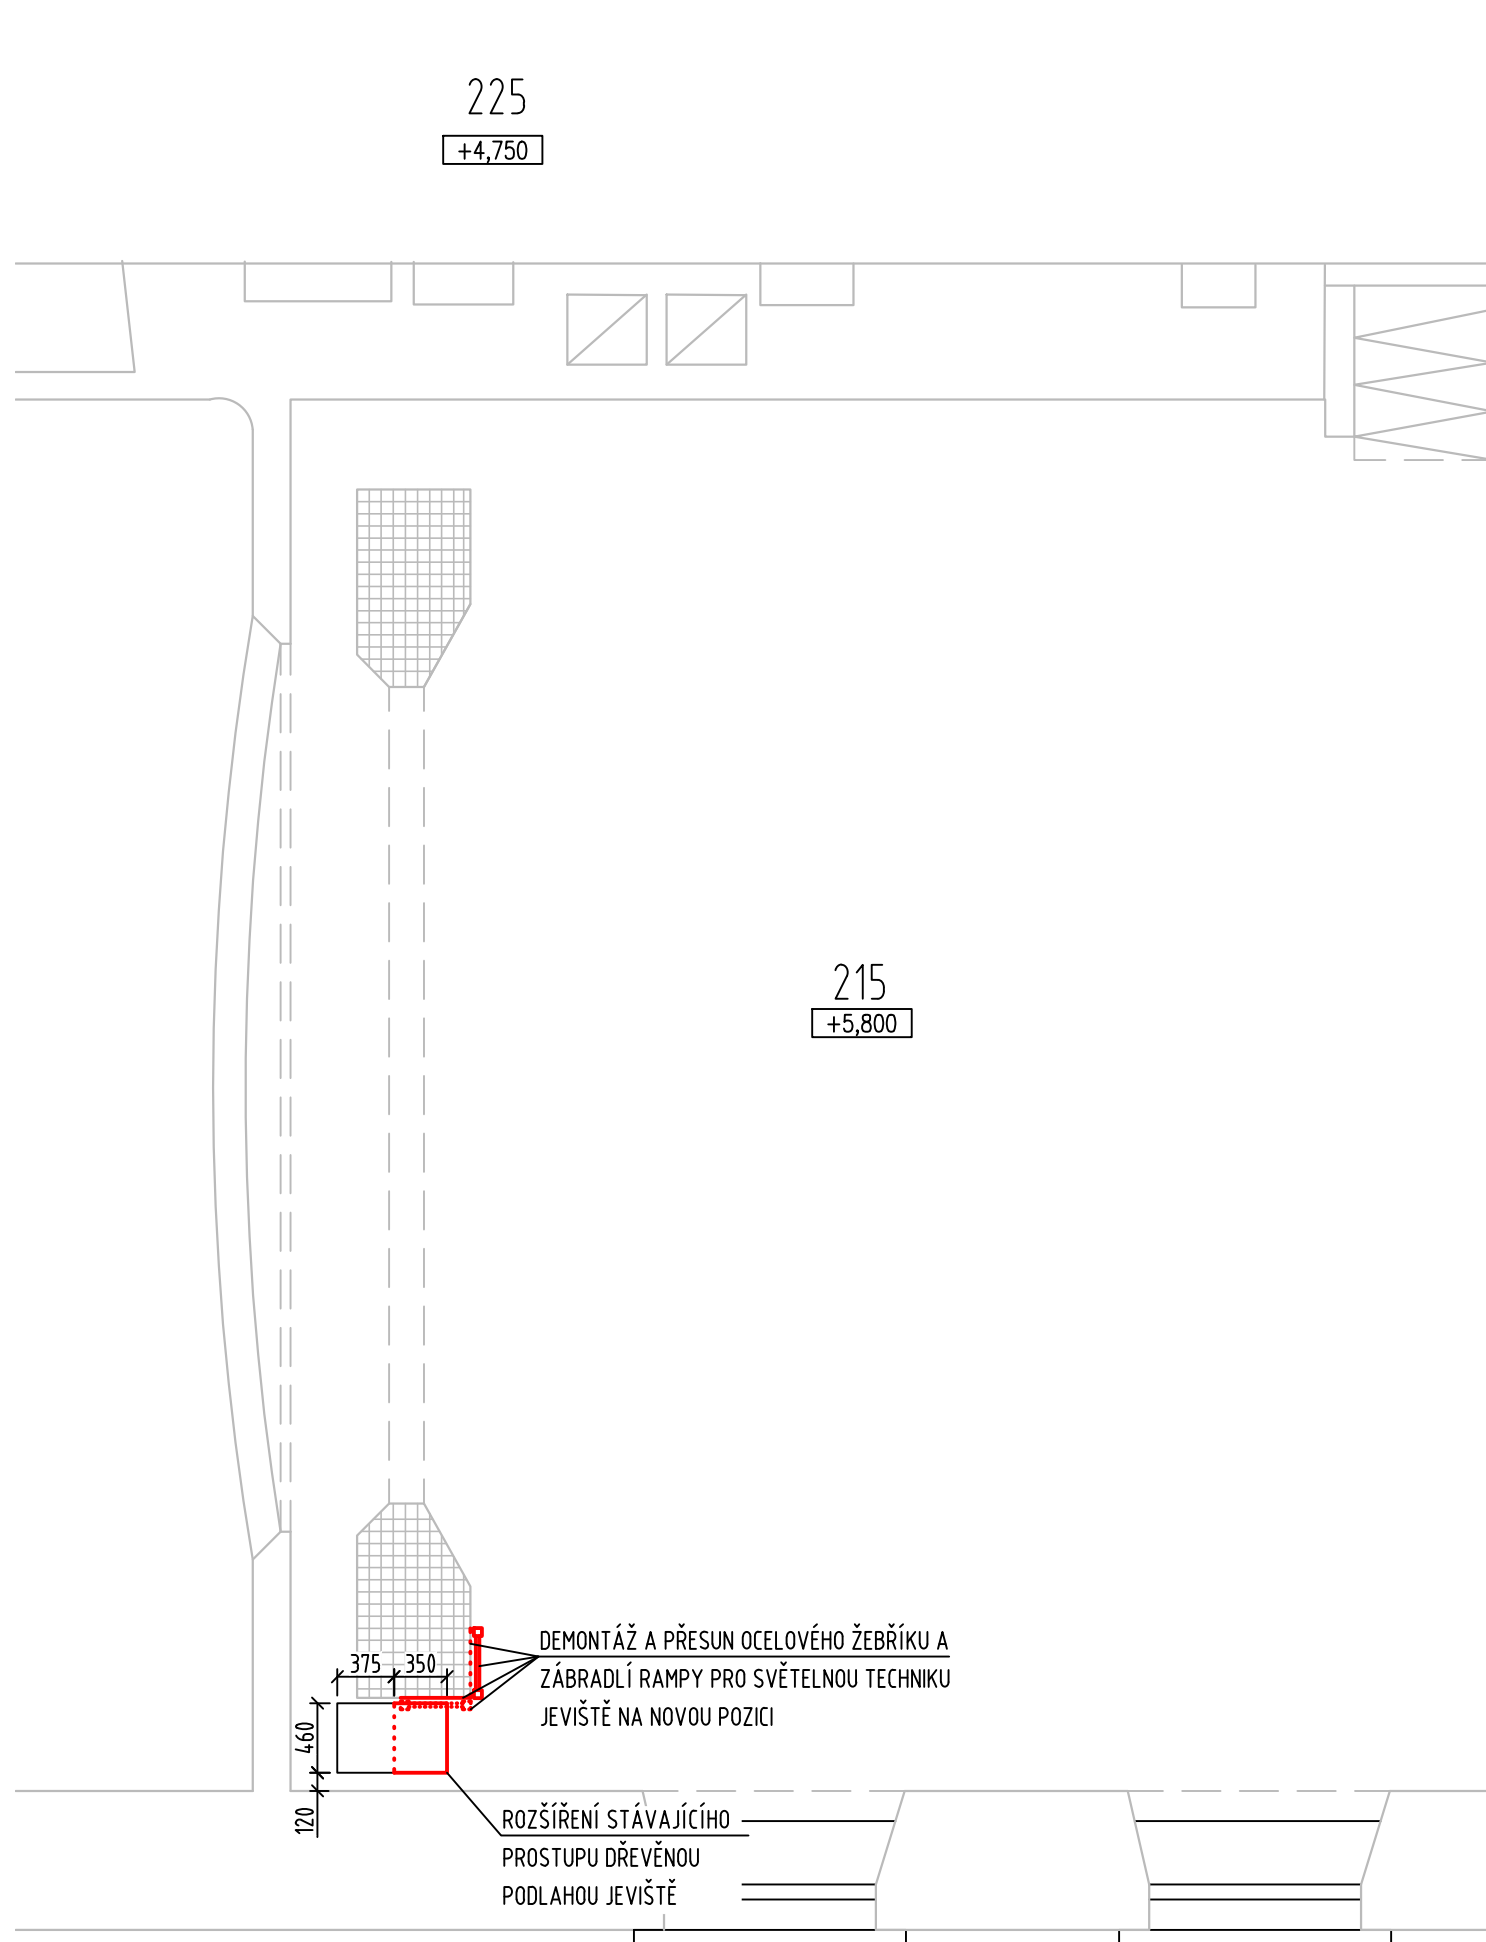 225
+4,750
215
+5,800
DEMONTÁŽ A PŘESUN OCELOVÉHO ŽEBŘÍKU A
ZÁBRADLÍ RAMPY PRO SVĚTELNOU TECHNIKU
JEVIŠTĚ NA NOVOU POZICI
375
350
460
120
ROZŠÍŘENÍ STÁVAJÍCÍHO
PROSTUPU DŘEVĚNOU
PODLAHOU JEVIŠTĚ